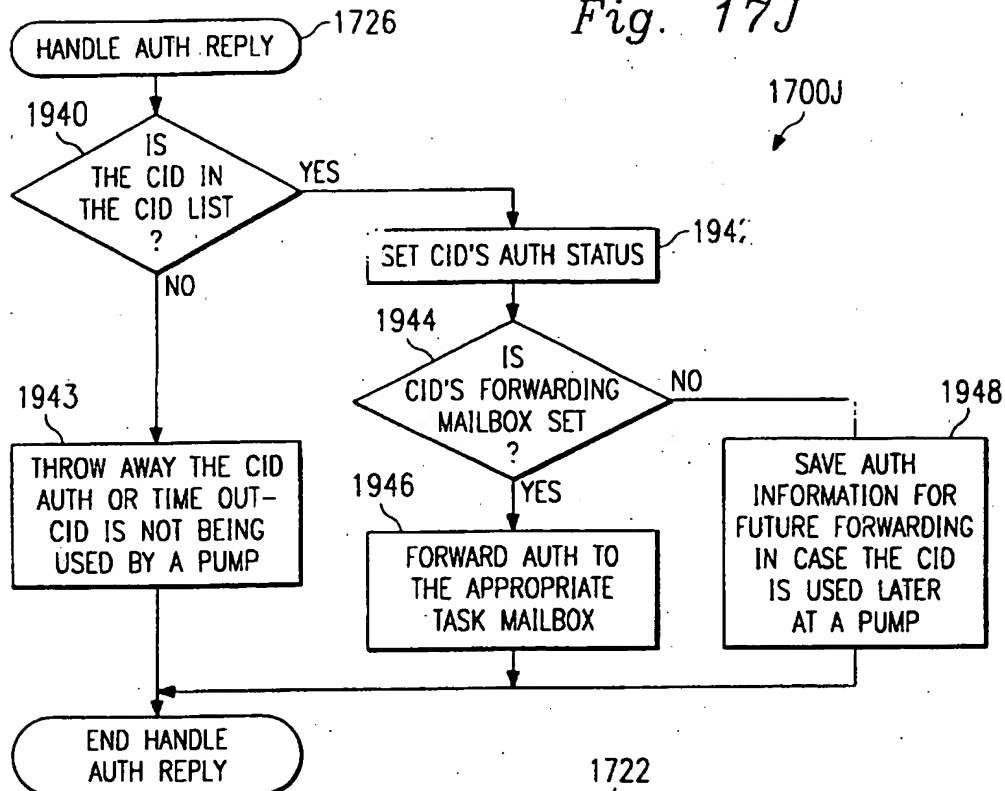 Fig. 17J
HANDLE AUTH REPLY
1726
1700J
1940
IS
THE CID IN
THE CID LIST
?
YES
NO
SET CID'S AUTH STATUS
1944
IS
CID'S FORWARDING
MAILBOX SET
?
NO
YES
1943
THROW AWAY THE CID
AUTH OR TIME OUT–
CID IS NOT BEING
USED BY A PUMP
1946
FORWARD AUTH TO
THE APPROPRIATE
TASK MAILBOX
1948
SAVE AUTH
INFORMATION FOR
FUTURE FORWARDING
IN CASE THE CID
IS USED LATER
AT A PUMP
END HANDLE
AUTH REPLY
1722